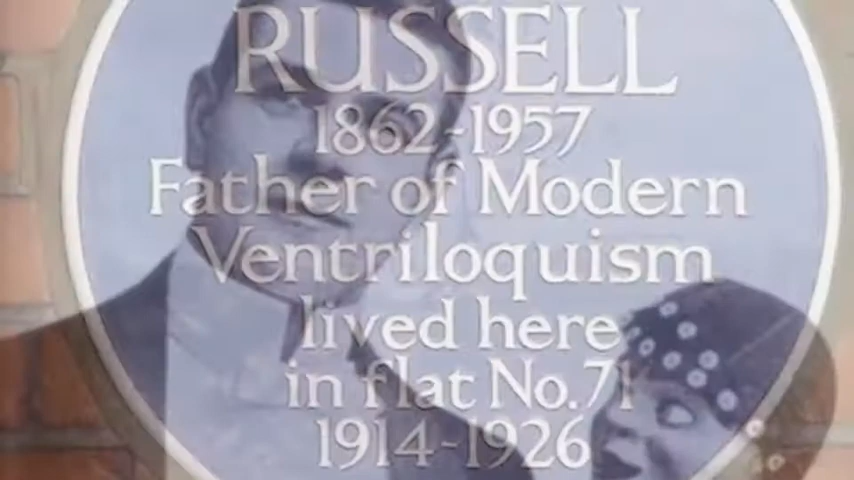 RUSSELL
1862-1957
Father of Modern
Ventriloquism
lived here
in flat No.71
1914-1926